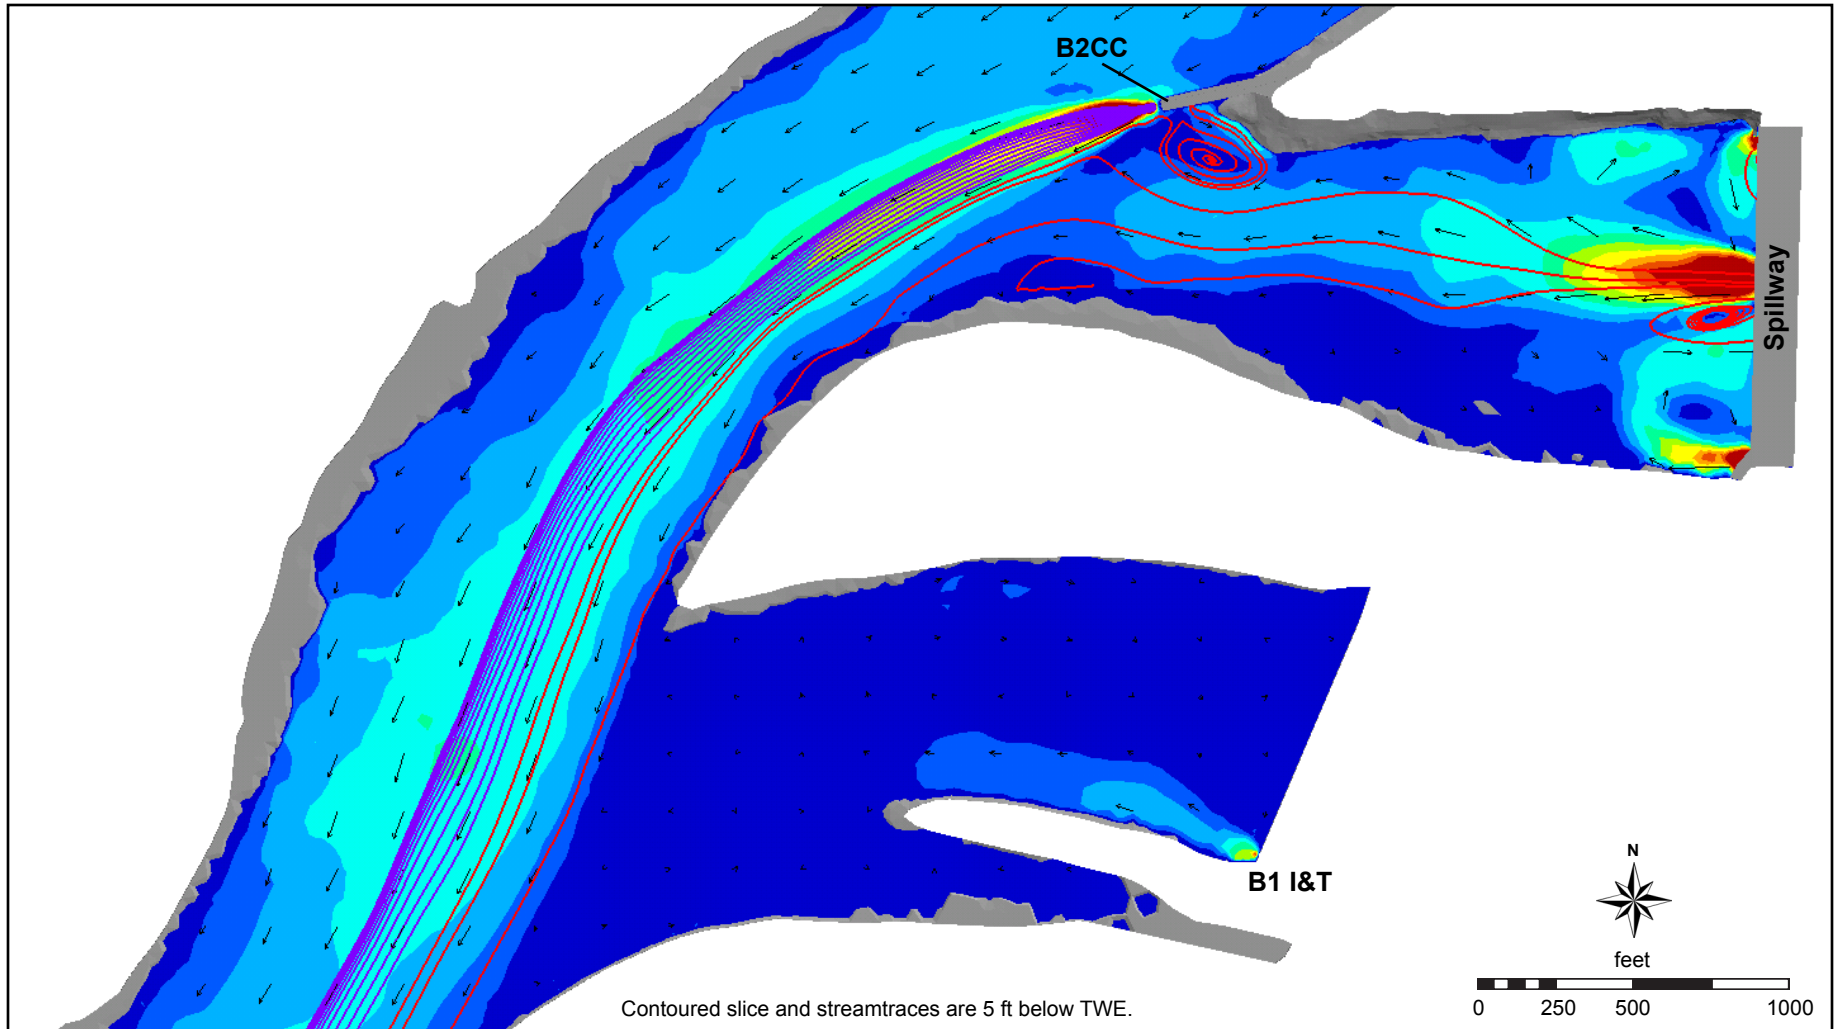 B2CC
Spillway
B1 I&T
N
feet
0 250 500 1000
Contoured slice and streamtraces are 5 ft below TWE.